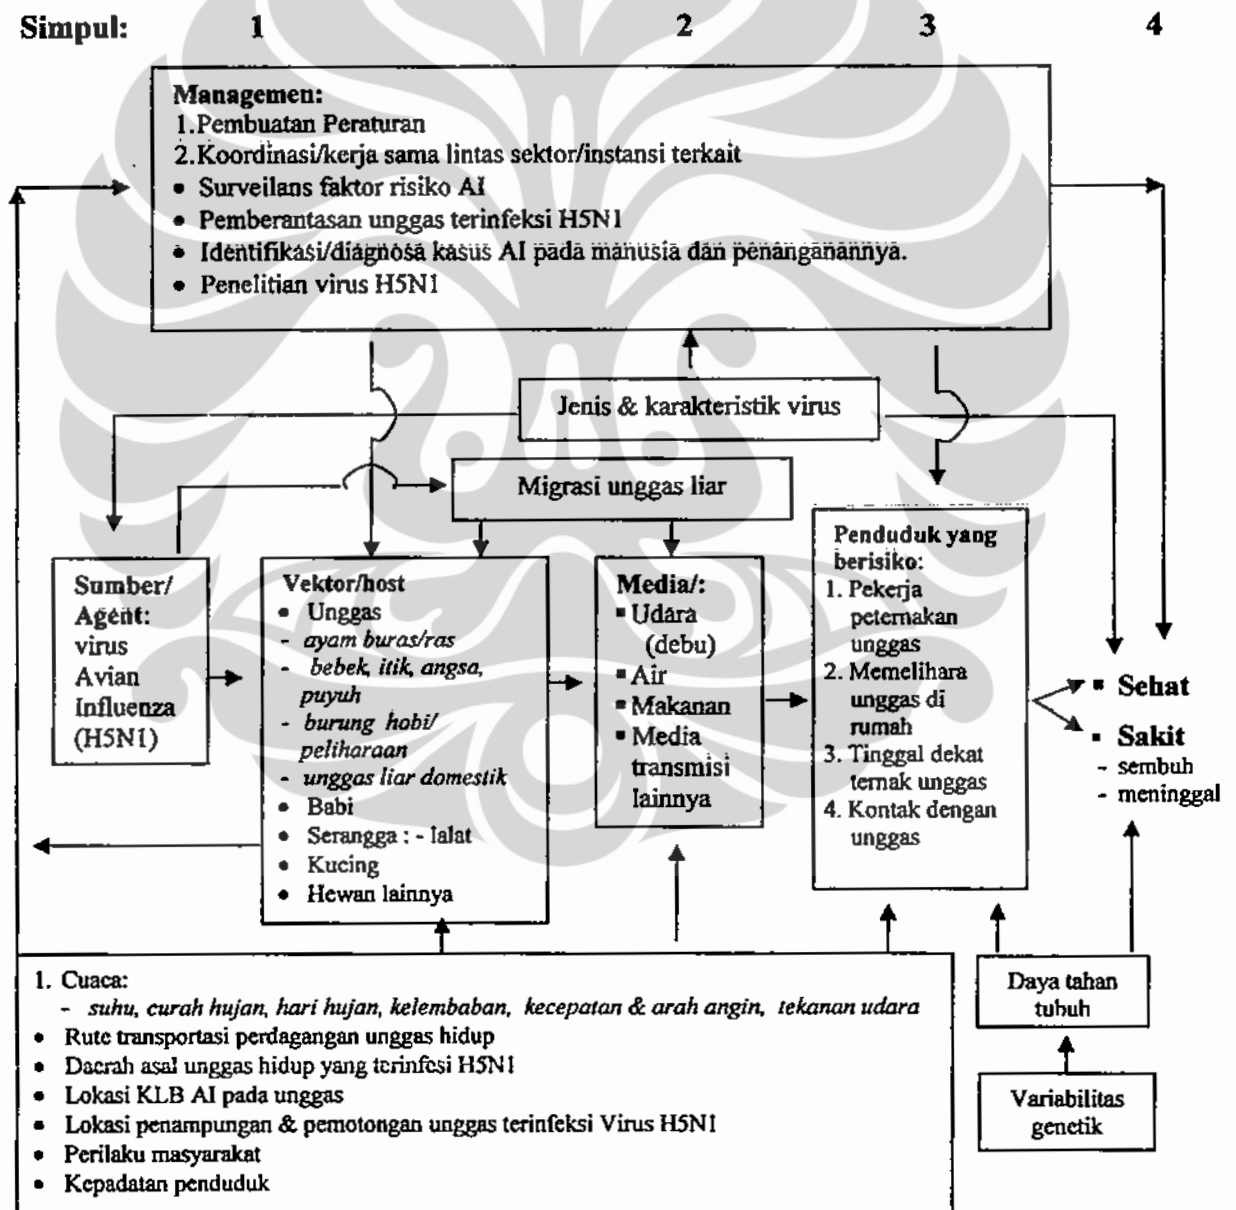 Simpul: 1 2 3 4
Managemen:
1.Pembuatan Peraturan
2.Koordinasi/kerja sama lintas sektor/instansi terkait
• Surveilans faktor risiko AI
• Pemberantasan unggas terinfeksi H5N1
• Identifikasi/diagnosa kasus AI pada manusia dan penanganannya.
• Penelitian virus H5N1
Jenis & karakteristik virus
Migrasi unggas liar
Sumber/
Agent:
virus
Avian
Influenza
(H5N1)
Vektor/host
• Unggas
- ayam buras/ras
- bebek, itik, angsa,
puyuh
- burung hobi/
peliharaan
- unggas liar domestik
• Babi
• Serangga : - lalat
• Kucing
• Hewan lainnya
Media/:
▪ Udara
(debu)
▪ Air
▪ Makanan
▪ Media
transmisi
lainnya
Penduduk yang
berisiko:
1. Pekerja
peternakan
unggas
2. Memelihara
unggas di
rumah
3. Tinggal dekat
ternak unggas
4. Kontak dengan
unggas
▪ Sehat
▪ Sakit
- sembuh
- meninggal
1. Cuaca:
- suhu, curah hujan, hari hujan, kelembaban, kecepatan & arah angin, tekanan udara
• Rute transportasi perdagangan unggas hidup
• Daerah asal unggas hidup yang terinfesi H5N1
• Lokasi KLB AI pada unggas
• Lokasi penampungan & pemotongan unggas terinfeksi Virus H5N1
• Perilaku masyarakat
• Kepadatan penduduk
Daya tahan
tubuh
Variabilitas
genetik